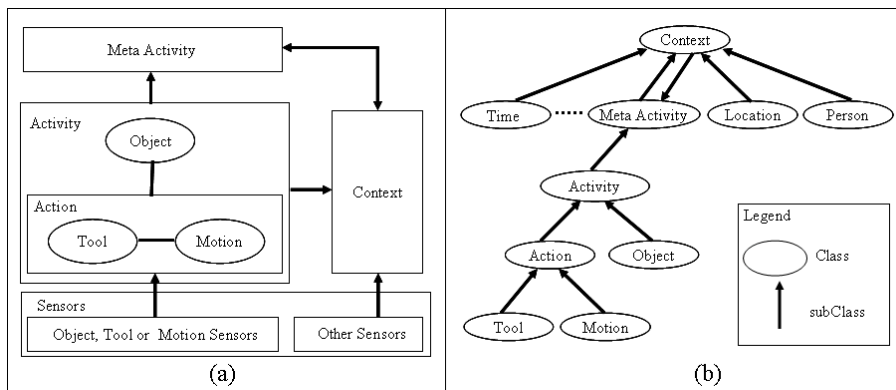 Meta Activity
Activity
Object
Action
Tool
Motion
Context
Sensors
Object, Tool or Motion Sensors
Other Sensors
(a)
Context
Time
Meta Activity
Location
Person
Activity
Action
Object
Tool
Motion
Legend
Class
subClass
(b)